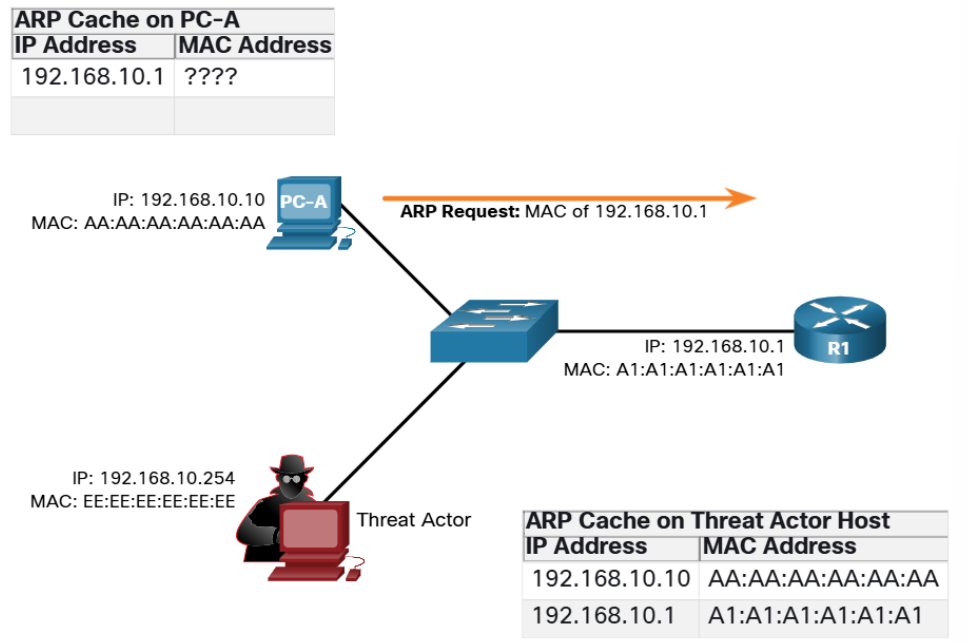 ARP Cache on PC-A
IP Address MAC Address
192.168.10.1 ????
IP: 192.168.10.10
MAC: AA:AA:AA:AA:AA:AA
PC-A
ARP Request: MAC of 192.168.10.1
IP: 192.168.10.1
MAC: A1:A1:A1:A1:A1:A1
R1
IP: 192.168.10.254
MAC: EE:EE:EE:EE:EE:EE
Threat Actor
ARP Cache on Threat Actor Host
IP Address MAC Address
192.168.10.10 AA:AA:AA:AA:AA:AA
192.168.10.1 A1:A1:A1:A1:A1:A1